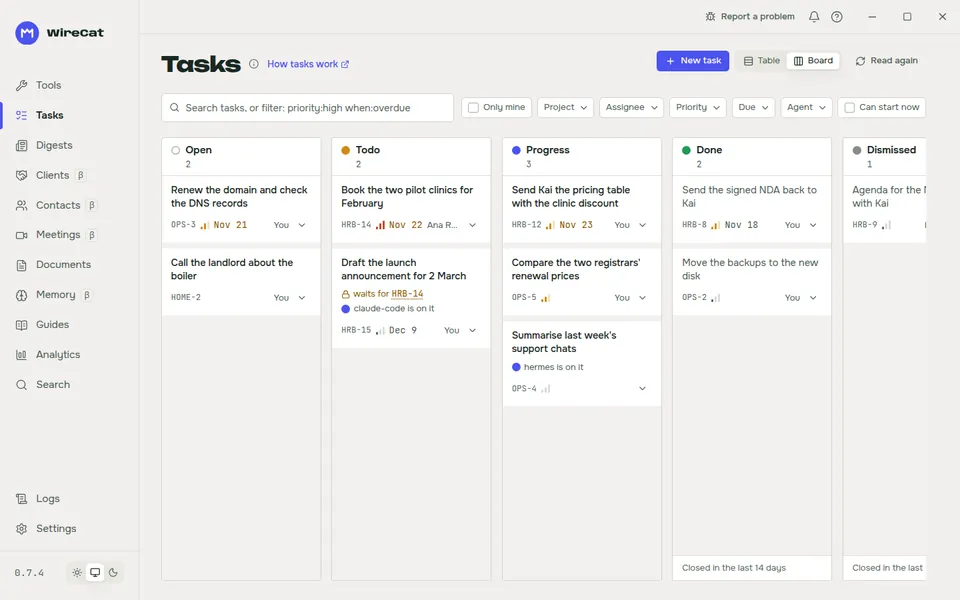 Report a problem
wirecat
Tasks
How tasks work
New task
Table
Board
Read again
Tools
Tasks
Digests
Clients β
Contacts β
Meetings β
Documents
Memory β
Guides
Analytics
Search
Logs
Settings
0.7.4
Search tasks, or filter: priority:high when:overdue
Only mine
Project
Assignee
Priority
Due
Agent
Can start now
Open
2
Renew the domain and check
the DNS records
OPS-3 Nov 21 You
Call the landlord about the
boiler
HOME-2 You
Todo
2
Book the two pilot clinics for
February
HRB-14 Nov 22 Ana R...
Draft the launch
announcement for 2 March
waits for HRB-14
claude-code is on it
HRB-15 Dec 9 You
Progress
3
Send Kai the pricing table
with the clinic discount
HRB-12 Nov 23 You
Compare the two registrars'
renewal prices
OPS-5 You
Summarise last week's
support chats
hermes is on it
OPS-4
Done
2
Send the signed NDA back to
Kai
HRB-8 Nov 18 You
Move the backups to the new
disk
OPS-2 You
Closed in the last 14 days
Dismissed
1
Agenda for the
with Kai
HRB-9
Closed in the last